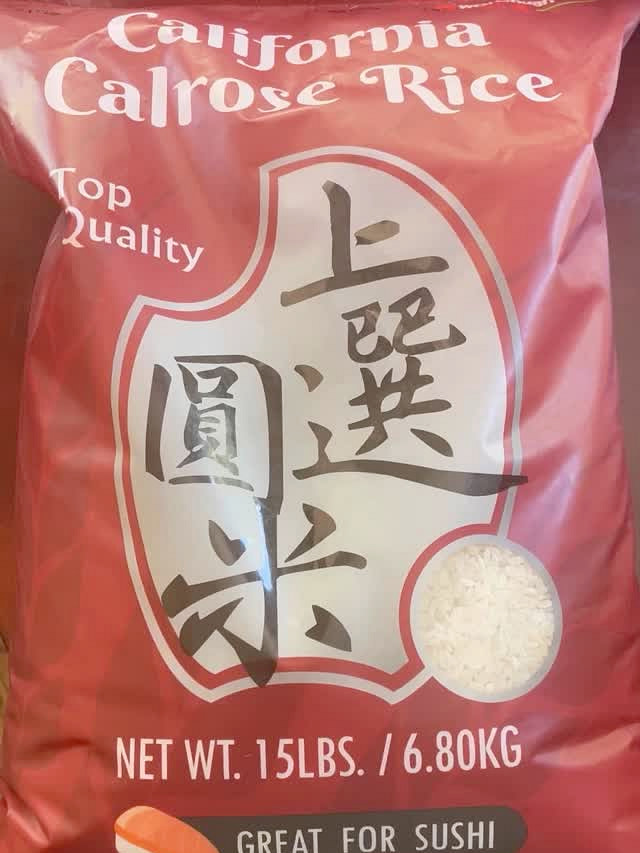 California
Calrose Rice
Top
Quality
上選
圓米
NET WT. 15LBS. / 6.80KG
GREAT FOR SUSHI